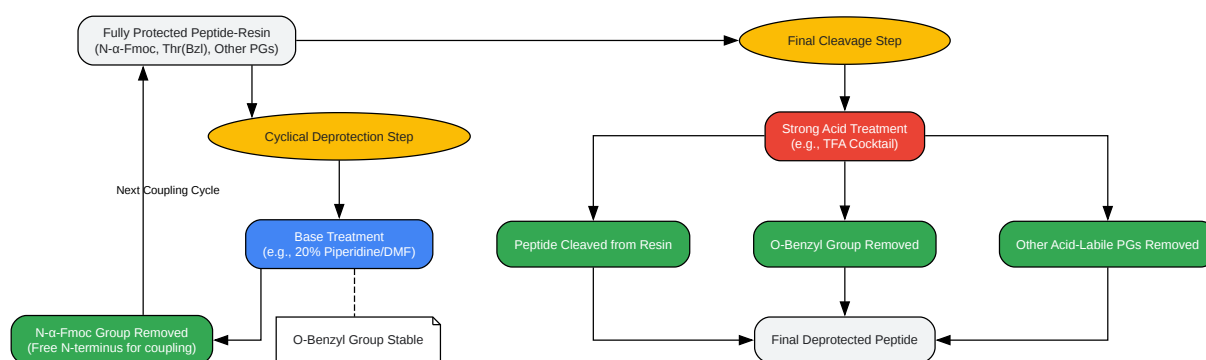 Fully Protected Peptide-Resin
(N-α-Fmoc, Thr(Bzl), Other PGs)
Final Cleavage Step
Cyclical Deprotection Step
Strong Acid Treatment
(e.g., TFA Cocktail)
Next Coupling Cycle
Base Treatment
(e.g., 20% Piperidine/DMF)
Peptide Cleaved from Resin
O-Benzyl Group Removed
Other Acid-Labile PGs Removed
N-α-Fmoc Group Removed
(Free N-terminus for coupling)
O-Benzyl Group Stable
Final Deprotected Peptide